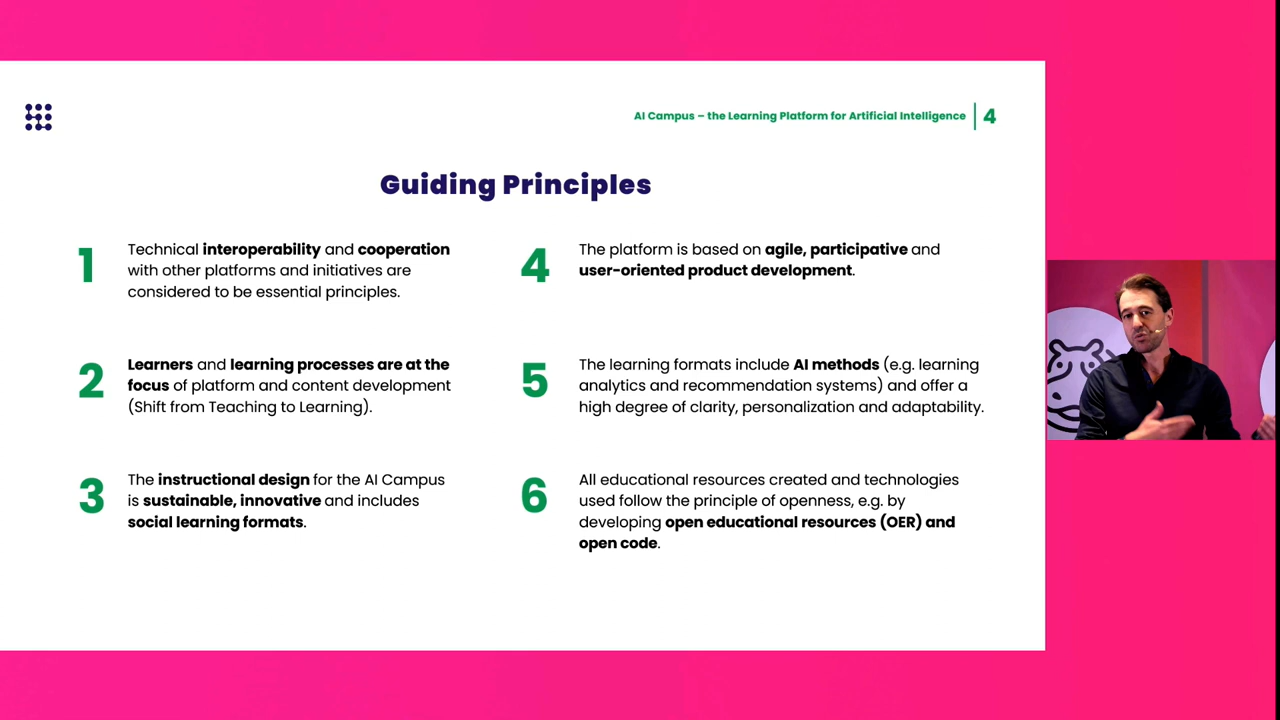 AI Campus – the Learning Platform for Artificial Intelligence
4
Guiding Principles
1
Technical interoperability and cooperation
with other platforms and initiatives are
considered to be essential principles.
2
Learners and learning processes are at the
focus of platform and content development
(Shift from Teaching to Learning).
3
The instructional design for the AI Campus
is sustainable, innovative and includes
social learning formats.
4
The platform is based on agile, participative and
user-oriented product development.
5
The learning formats include AI methods (e.g. learning
analytics and recommendation systems) and offer a
high degree of clarity, personalization and adaptability.
6
All educational resources created and technologies
used follow the principle of openness, e.g. by
developing open educational resources (OER) and
open code.